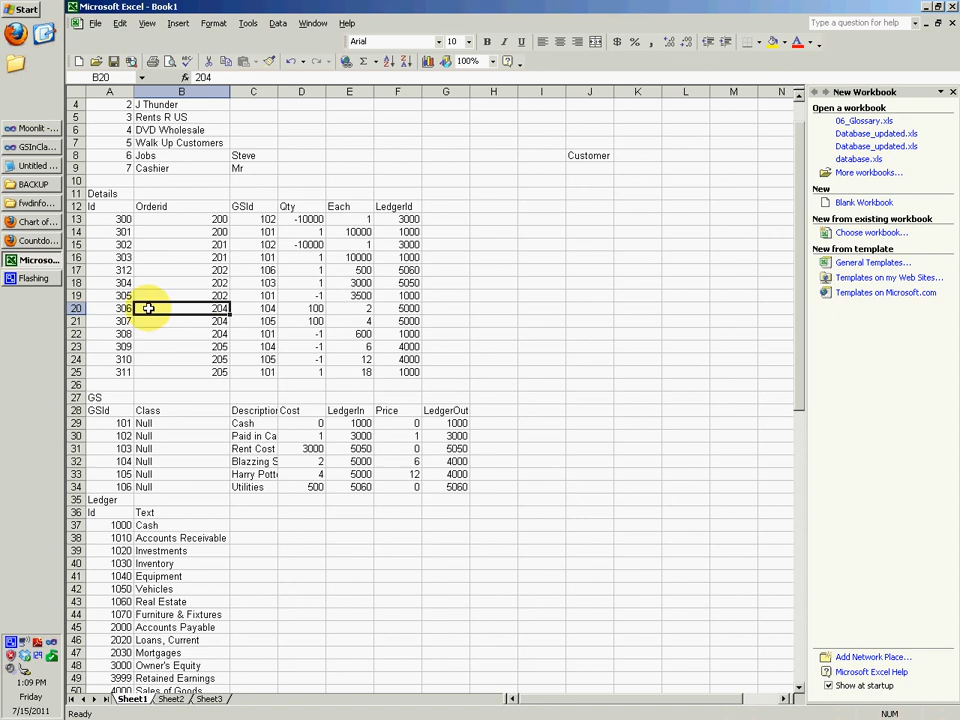 Start
Microsoft Excel - Book1
File Edit View Insert Format Tools Data Window Help
Type a question for help
Arial 10 B I U $ % ,
Σ 100%
B20 fx 204
A B C D E F G H I J K L M N
4 2 J Thunder
5 3 Rents R US
6 4 DVD Wholesale
7 5 Walk Up Customers
8 6 Jobs Steve Customer
9 7 Cashier Mr
10
11 Details
12 Id Orderid GSId Qty Each LedgerId
13 300 200 102 -10000 1 3000
14 301 200 101 1 10000 1000
15 302 201 102 -10000 1 3000
16 303 201 101 1 10000 1000
17 312 202 106 1 500 5060
18 304 202 103 1 3000 5050
19 305 202 101 -1 3500 1000
20 306 204 104 100 2 5000
21 307 204 105 100 4 5000
22 308 204 101 -1 600 1000
23 309 205 104 -1 6 4000
24 310 205 105 -1 12 4000
25 311 205 101 1 18 1000
26
27 GS
28 GSId Class Description Cost LedgerIn Price LedgerOut
29 101 Null Cash 0 1000 0 1000
30 102 Null Paid in Ca 1 3000 1 3000
31 103 Null Rent Cost 3000 5050 0 5050
32 104 Null Blazzing S 2 5000 6 4000
33 105 Null Harry Potte 4 5000 12 4000
34 106 Null Utilities 500 5060 0 5060
35 Ledger
36 Id Text
37 1000 Cash
38 1010 Accounts Receivable
39 1020 Investments
40 1030 Inventory
41 1040 Equipment
42 1050 Vehicles
43 1060 Real Estate
44 1070 Furniture & Fixtures
45 2000 Accounts Payable
46 2020 Loans, Current
47 2030 Mortgages
48 3000 Owner's Equity
49 3999 Retained Earnings
50 4000 Sales of Goods
Sheet1 Sheet2 Sheet3
Ready
NUM
New Workbook
Open a workbook
06_Glossary.xls
Database_updated.xls
Database_updated.xls
database.xls
More workbooks...
New
Blank Workbook
New from existing workbook
Choose workbook...
New from template
General Templates...
Templates on my Web Sites...
Templates on Microsoft.com
Add Network Place...
Microsoft Excel Help
Show at startup
Moonlit -...
GSInCla...
Untitled ...
BACKUP
fwdinfo...
Chart of...
Countdo...
Microso...
Flashing
1:09 PM
Friday
7/15/2011